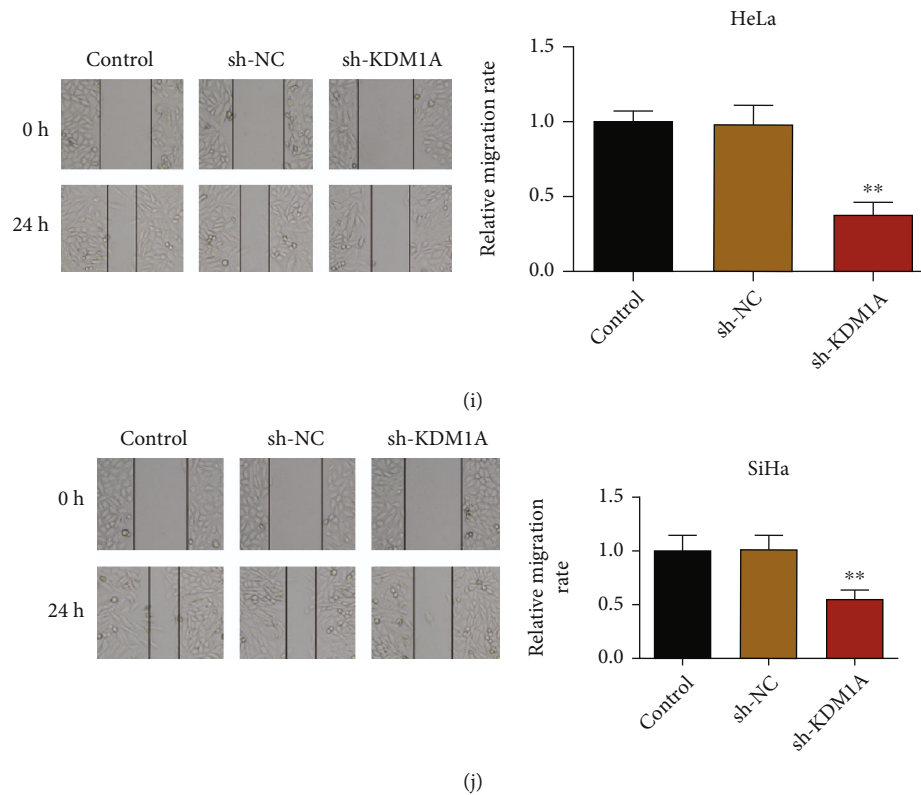 Control sh-NC sh-KDM1A
0 h
24 h
HeLa
Relative migration rate
1.5
1.0
0.5
0.0
**
Control
sh-NC
sh-KDM1A
(i)
Control sh-NC sh-KDM1A
0 h
24 h
SiHa
Relative migration
rate
1.5
1.0
0.5
0.0
**
Control
sh-NC
sh-KDM1A
(j)